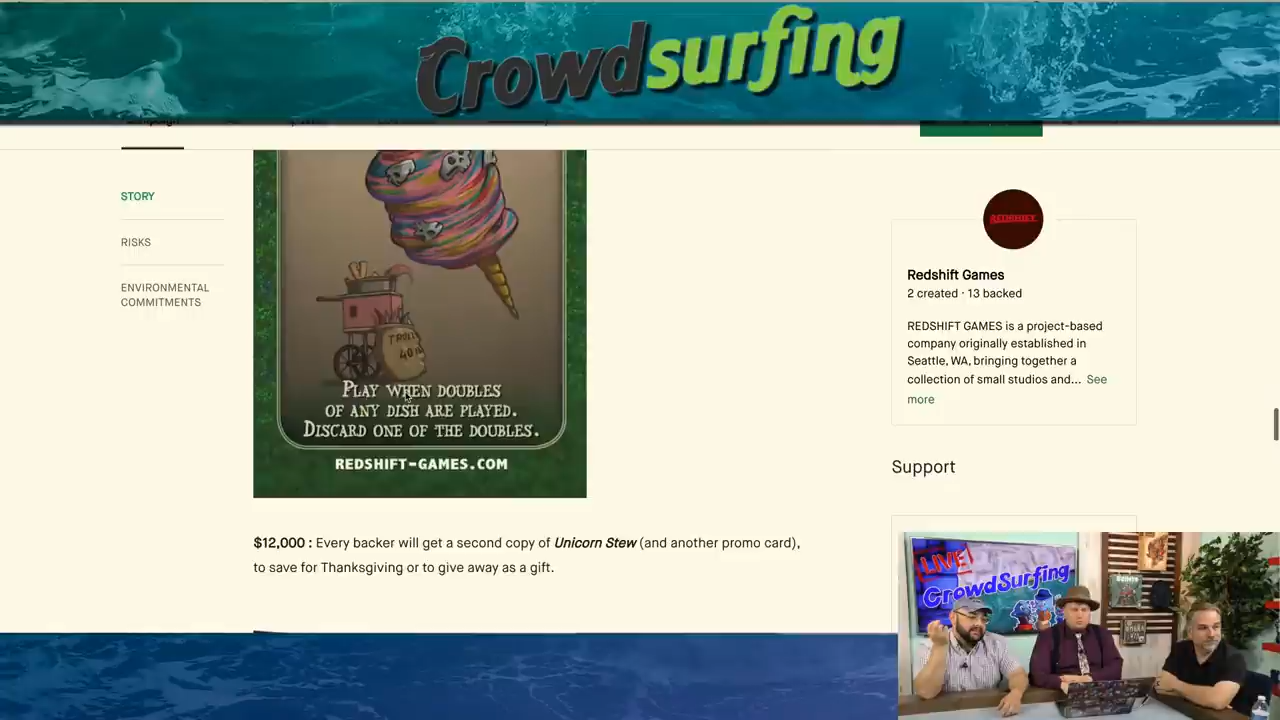 Crowdsurfing
STORY
RISKS
ENVIRONMENTAL
COMMITMENTS
TROLL
PLAY WHEN DOUBLES
OF ANY DISH ARE PLAYED.
DISCARD ONE OF THE DOUBLES.
REDSHIFT-GAMES.COM
$12,000 : Every backer will get a second copy of Unicorn Stew (and another promo card),
to save for Thanksgiving or to give away as a gift.
REDSHIFT
Redshift Games
2 created · 13 backed
REDSHIFT GAMES is a project-based
company originally established in
Seattle, WA, bringing together a
collection of small studios and... See
more
Support
LIVE
CrowdSurfing